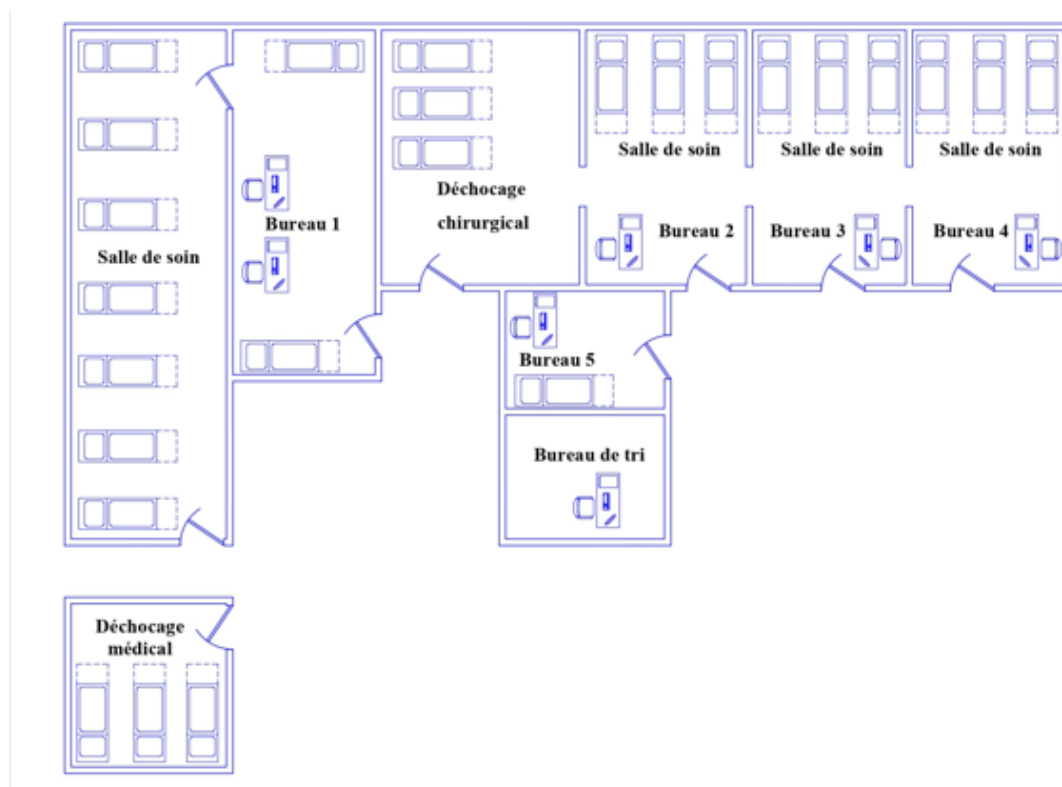 Salle de soin
Salle de soin
Salle de soin
Déchocage
chirurgical
Bureau 1
Bureau 2
Bureau 3
Bureau 4
Salle de soin
Bureau 5
Bureau de tri
Déchocage
médical